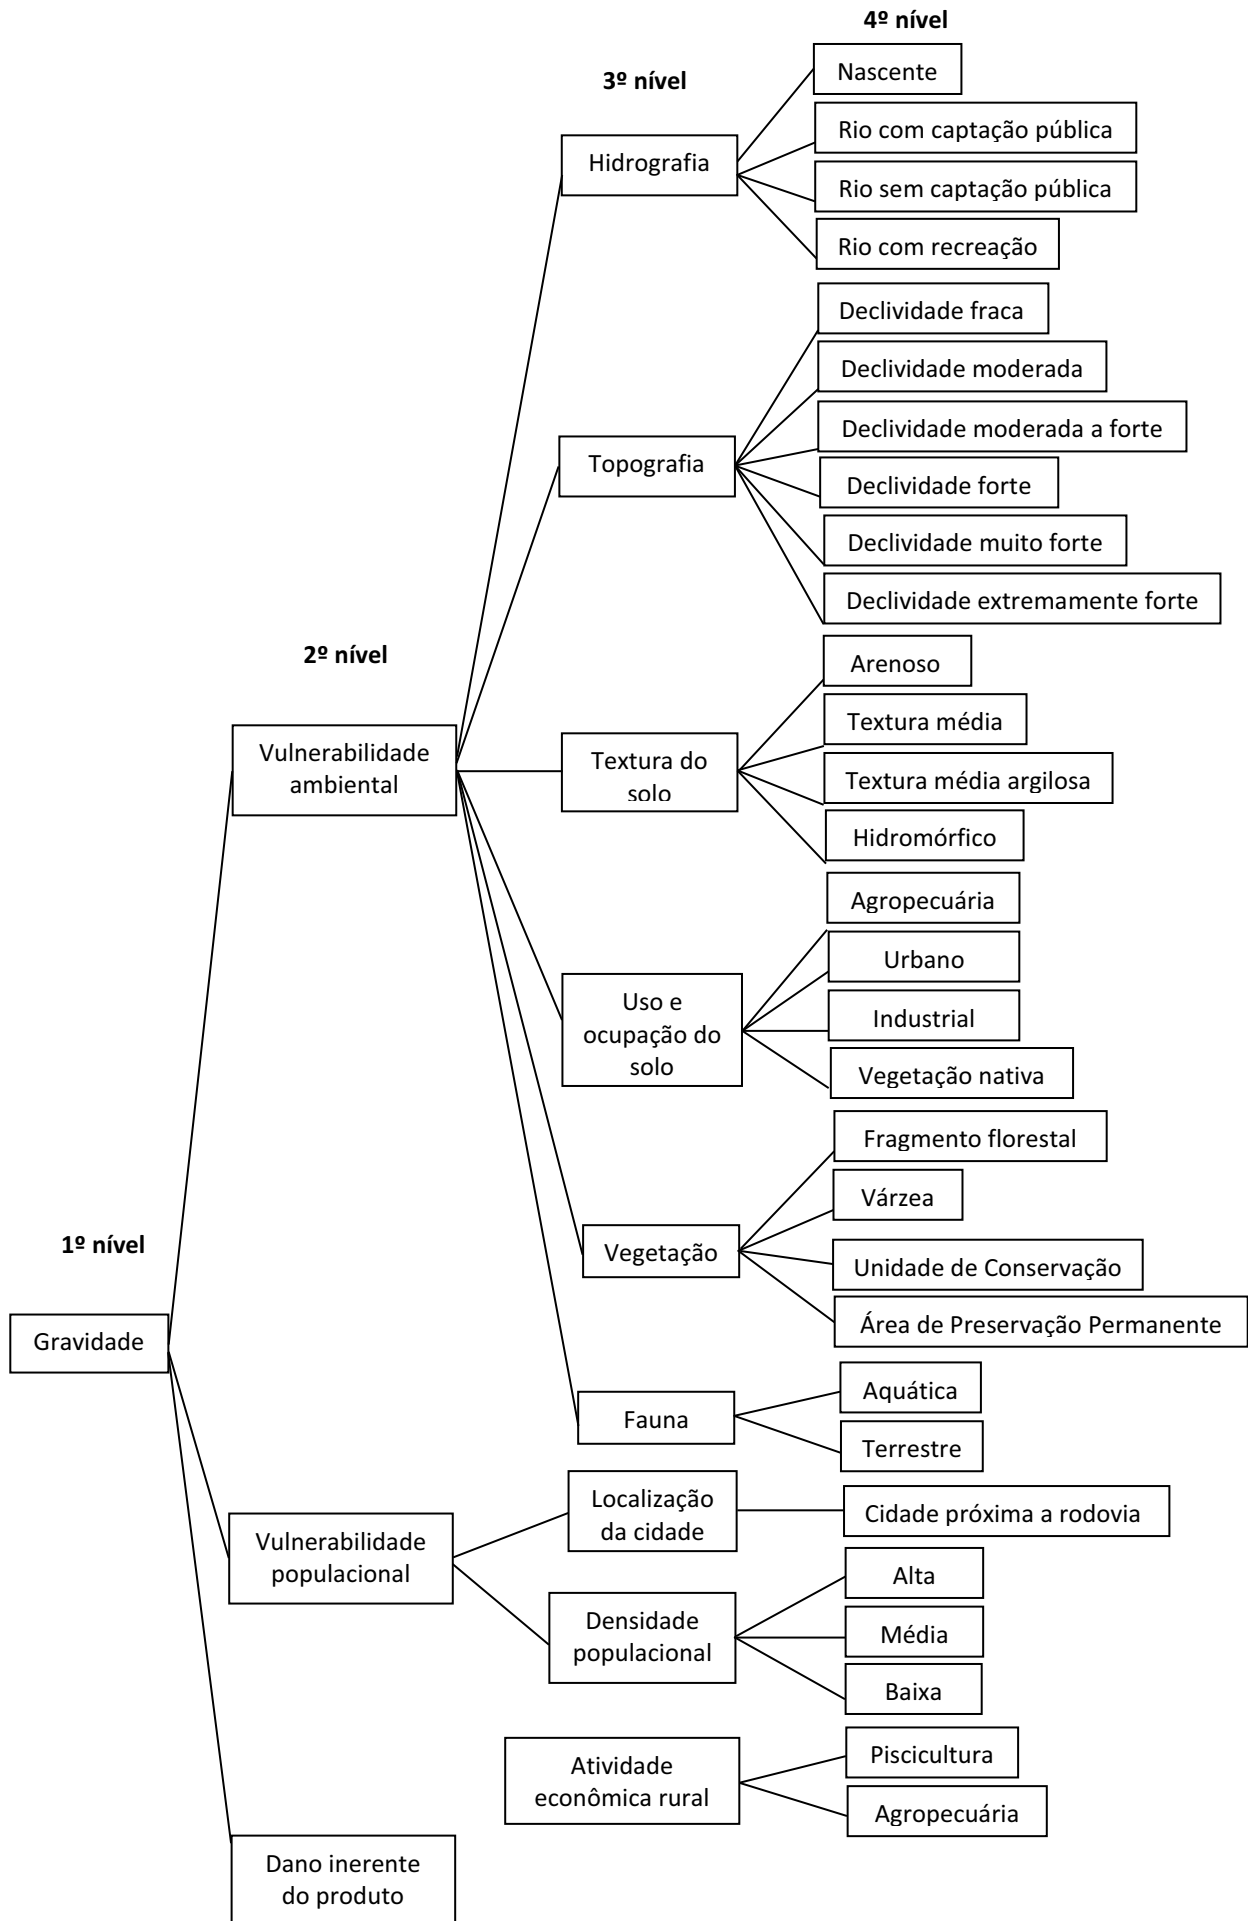 4º nível
Nascente
3º nível
Rio com captação pública
Hidrografia
Rio sem captação pública
Rio com recreação
Declividade fraca
Declividade moderada
Declividade moderada a forte
Topografia
Declividade forte
Declividade muito forte
Declividade extremamente forte
2º nível
Arenoso
Textura média
Vulnerabilidade
ambiental
Textura do
solo
Textura média argilosa
Hidromórfico
Agropecuária
Urbano
Uso e
ocupação do
solo
Industrial
Vegetação nativa
Fragmento florestal
Várzea
1º nível
Vegetação
Unidade de Conservação
Área de Preservação Permanente
Gravidade
Aquática
Fauna
Terrestre
Localização
da cidade
Cidade próxima a rodovia
Vulnerabilidade
populacional
Alta
Densidade
populacional
Média
Baixa
Atividade
econômica rural
Piscicultura
Agropecuária
Dano inerente
do produto